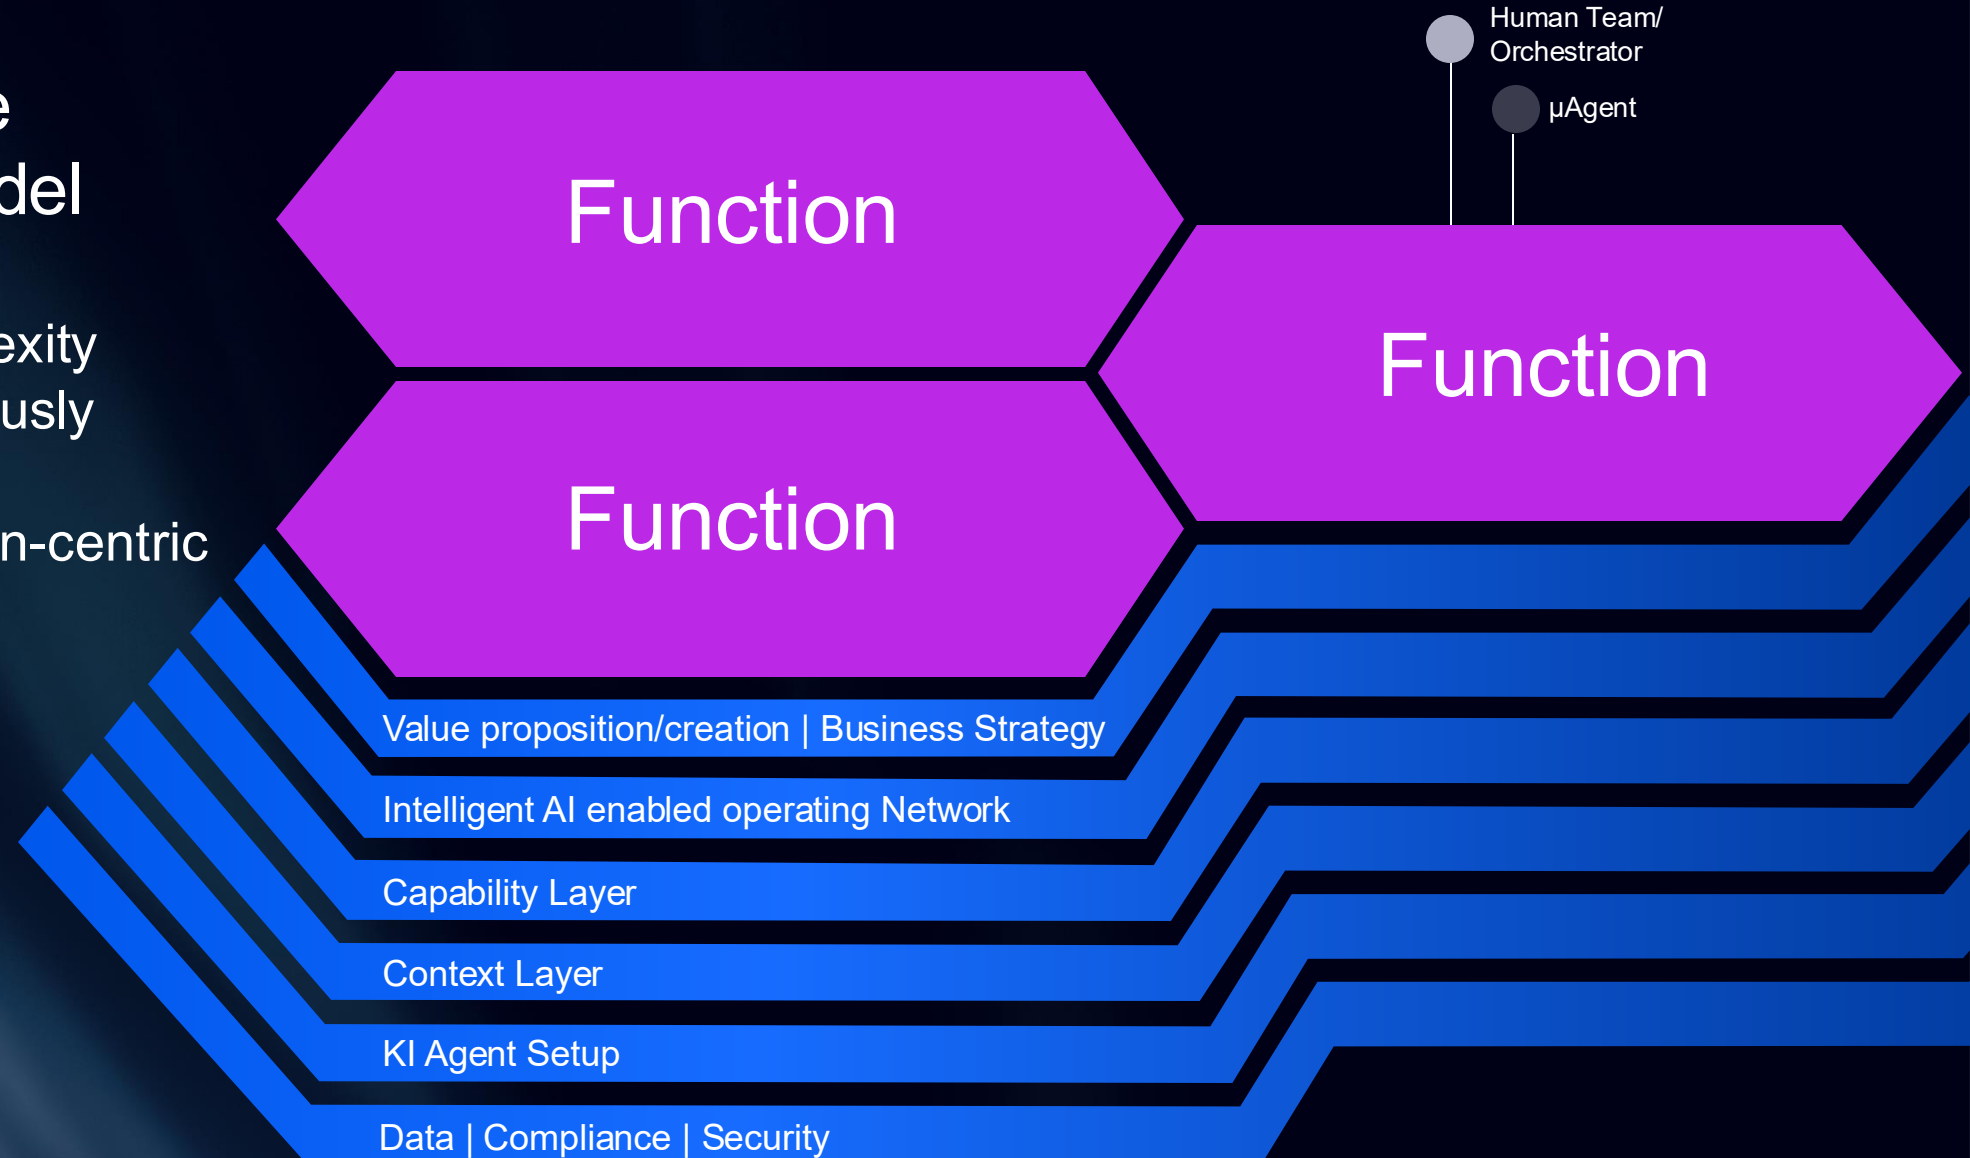 e
del
exity
usly
n-centric
Human Team/
Orchestrator
µAgent
Function
Function
Function
Value proposition/creation | Business Strategy
Intelligent AI enabled operating Network
Capability Layer
Context Layer
KI Agent Setup
Data | Compliance | Security